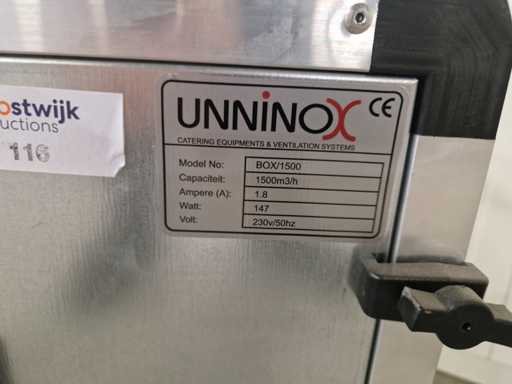 ostwijk
uctions
116
UNNINOX CE
CATERING EQUIPMENTS & VENTILATION SYSTEMS
Model No: BOX/1500
Capaciteit: 1500m3/h
Ampere (A): 1.8
Watt: 147
Volt: 230v/50hz